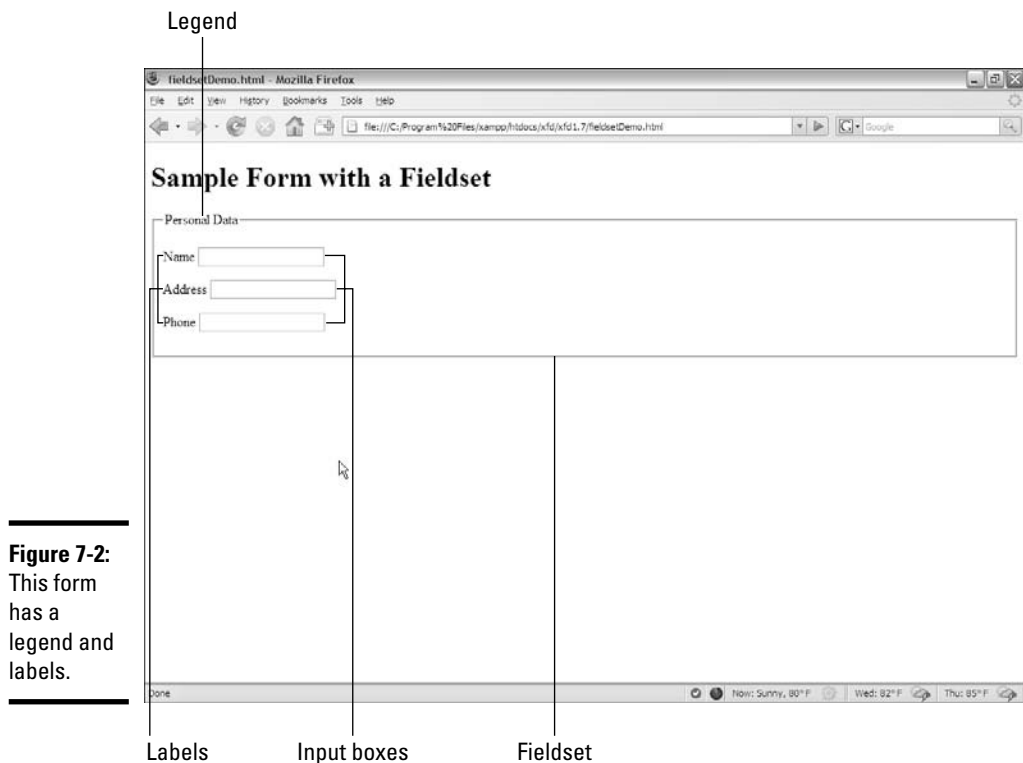 Legend
fieldsetDemo.html - Mozilla Firefox
File Edit View History Bookmarks Tools Help
file:///C:/Program%20Files/xampp/htdocs/xfd/xfd1.7/fieldsetDemo.html
G Google
Sample Form with a Fieldset
Personal Data
Name
Address
Phone
Figure 7-2:
This form
has a
legend and
labels.
Done
Now: Sunny, 80°F
Wed: 82°F
Thu: 85°F
Labels
Input boxes
Fieldset